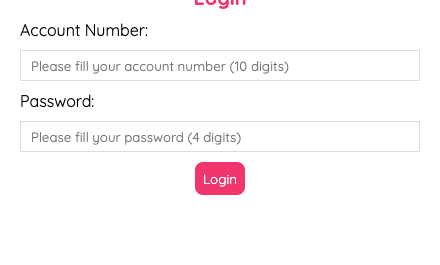 Login
Account Number:
Please fill your account number (10 digits)
Password:
Please fill your password (4 digits)
Login